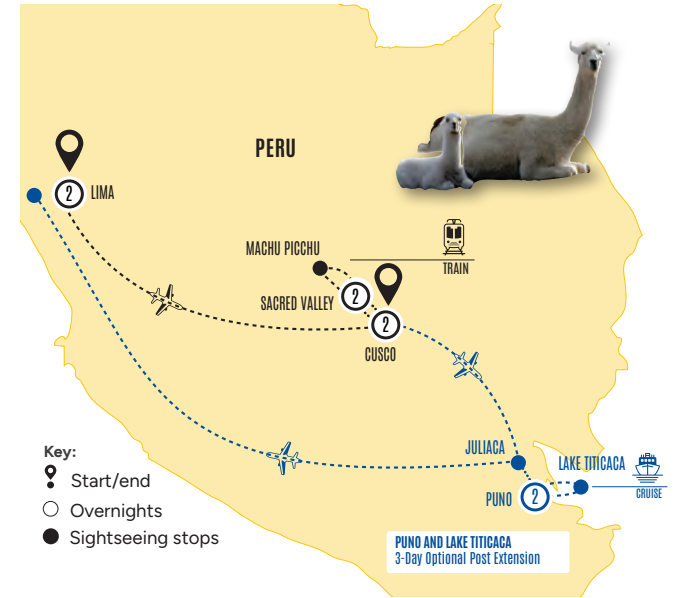 PERU
2
LIMA
MACHU PICCHU
TRAIN
SACRED VALLEY
2
2
CUSCO
JULIACA
LAKE TITICACA
PUNO
2
CRUISE
Key:
Start/end
Overnights
Sightseeing stops
PUNO AND LAKE TITICACA
3-Day Optional Post Extension